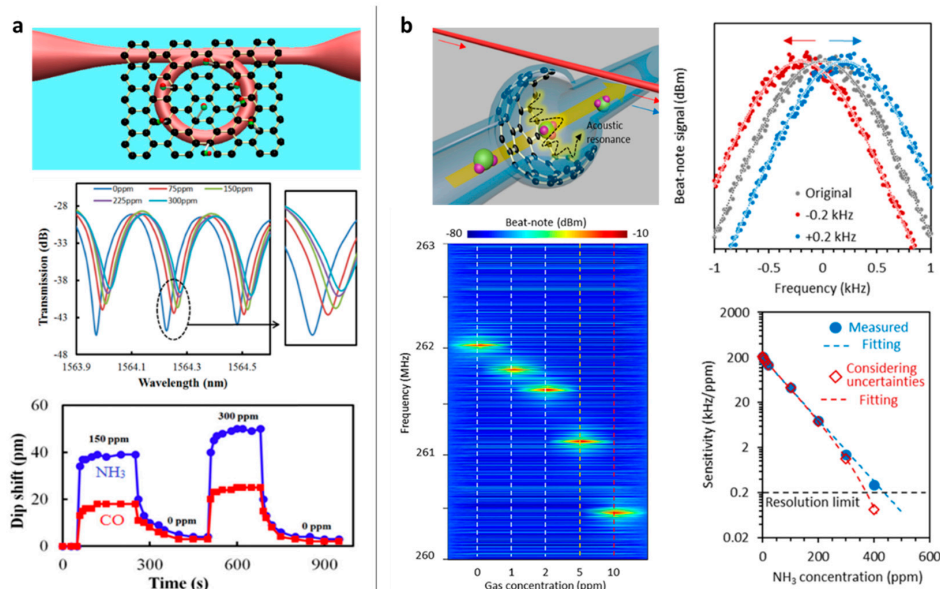 a
0ppm 75ppm 150ppm
225ppm 300ppm
-28
-33
-38
-43
-48
Transmission (dB)
1563.9 1564.1 1564.3 1564.5
Wavelength (nm)
60
40
20
0
Dip shift (pm)
150 ppm
300 ppm
NH₃
CO
0 ppm
0 ppm
0 300 600 900
Time (s)
b
Acoustic
resonance
Beat-note (dBm)
-80 -10
263
262
261
260
Frequency (MHz)
0 1 2 5 10
Gas concentration (ppm)
Beat-note signal (dBm)
Original
-0.2 kHz
+0.2 kHz
-1 -0.5 0 0.5 1
Frequency (kHz)
2000
200
20
2
0.2
0.02
Sensitivity (kHz/ppm)
Measured
Fitting
Considering
uncertainties
Fitting
Resolution limit
0 200 400 600
NH₃ concentration (ppm)